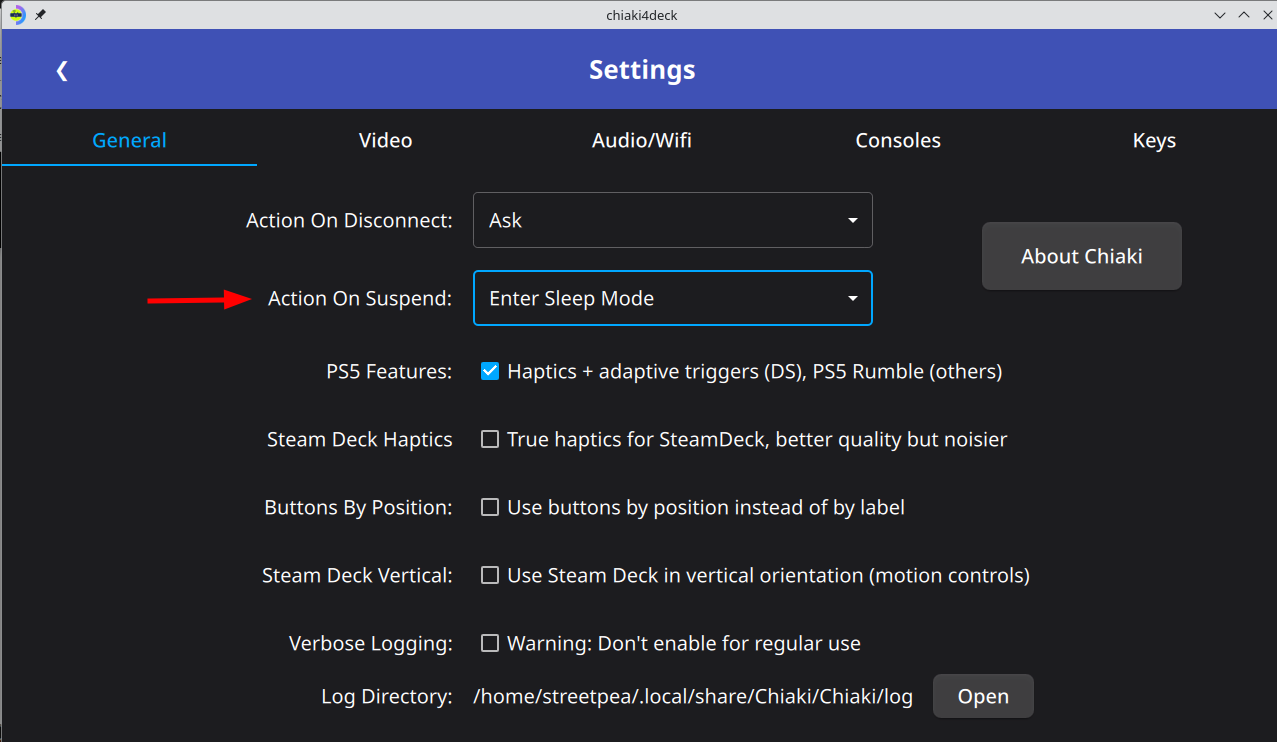 chiaki4deck
❮ Settings
General Video Audio/Wifi Consoles Keys
Action On Disconnect: Ask
About Chiaki
Action On Suspend: Enter Sleep Mode
PS5 Features: Haptics + adaptive triggers (DS), PS5 Rumble (others)
Steam Deck Haptics True haptics for SteamDeck, better quality but noisier
Buttons By Position: Use buttons by position instead of by label
Steam Deck Vertical: Use Steam Deck in vertical orientation (motion controls)
Verbose Logging: Warning: Don't enable for regular use
Log Directory: /home/streetpea/.local/share/Chiaki/Chiaki/log Open